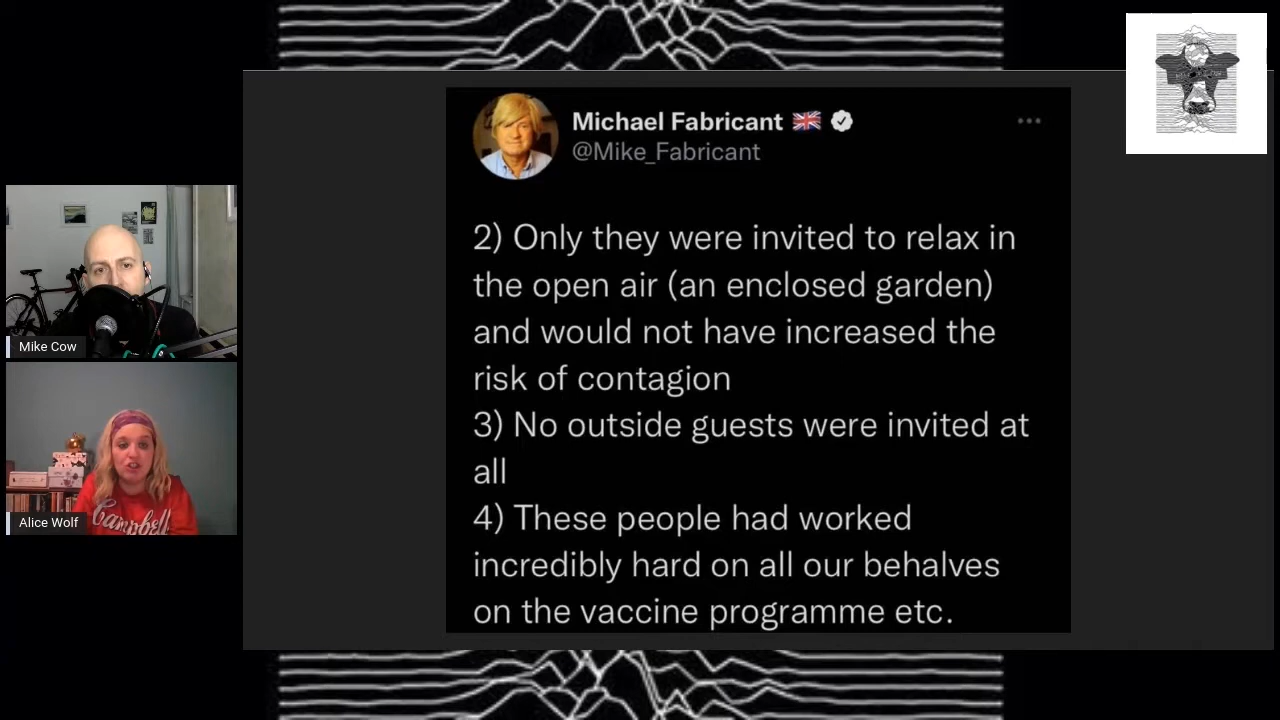 Michael Fabricant
@Mike_Fabricant
2) Only they were invited to relax in
the open air (an enclosed garden)
and would not have increased the
risk of contagion
3) No outside guests were invited at
all
4) These people had worked
incredibly hard on all our behalves
on the vaccine programme etc.
Mike Cow
Campbell
Alice Wolf